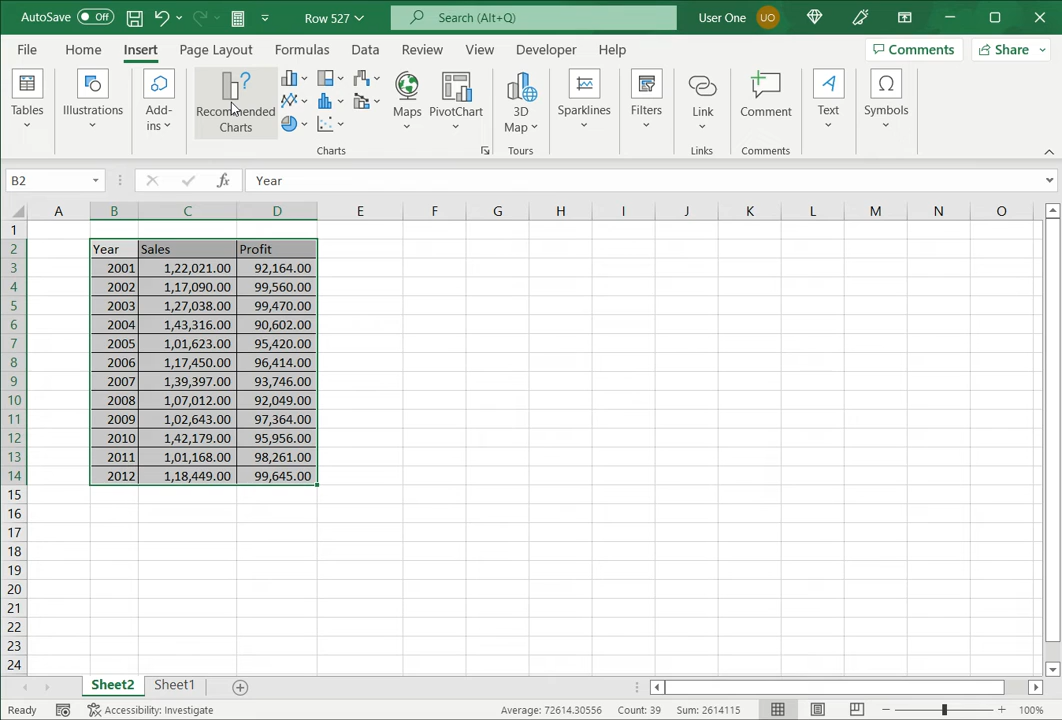 AutoSave Off Row 527 Search (Alt+Q) User One UO
File Home Insert Page Layout Formulas Data Review View Developer Help Comments Share
Tables Illustrations Add-ins Recommended Charts Maps PivotChart 3D Map Sparklines Filters Link Comment Text Symbols
Charts Tours Links Comments
B2 fx Year
A B C D E F G H I J K L M N O
1
2 Year Sales Profit
3 2001 1,22,021.00 92,164.00
4 2002 1,17,090.00 99,560.00
5 2003 1,27,038.00 99,470.00
6 2004 1,43,316.00 90,602.00
7 2005 1,01,623.00 95,420.00
8 2006 1,17,450.00 96,414.00
9 2007 1,39,397.00 93,746.00
10 2008 1,07,012.00 92,049.00
11 2009 1,02,643.00 97,364.00
12 2010 1,42,179.00 95,956.00
13 2011 1,01,168.00 98,261.00
14 2012 1,18,449.00 99,645.00
15
16
17
18
19
20
21
22
23
24
Sheet2 Sheet1
Ready Accessibility: Investigate Average: 72614.30556 Count: 39 Sum: 2614115 100%